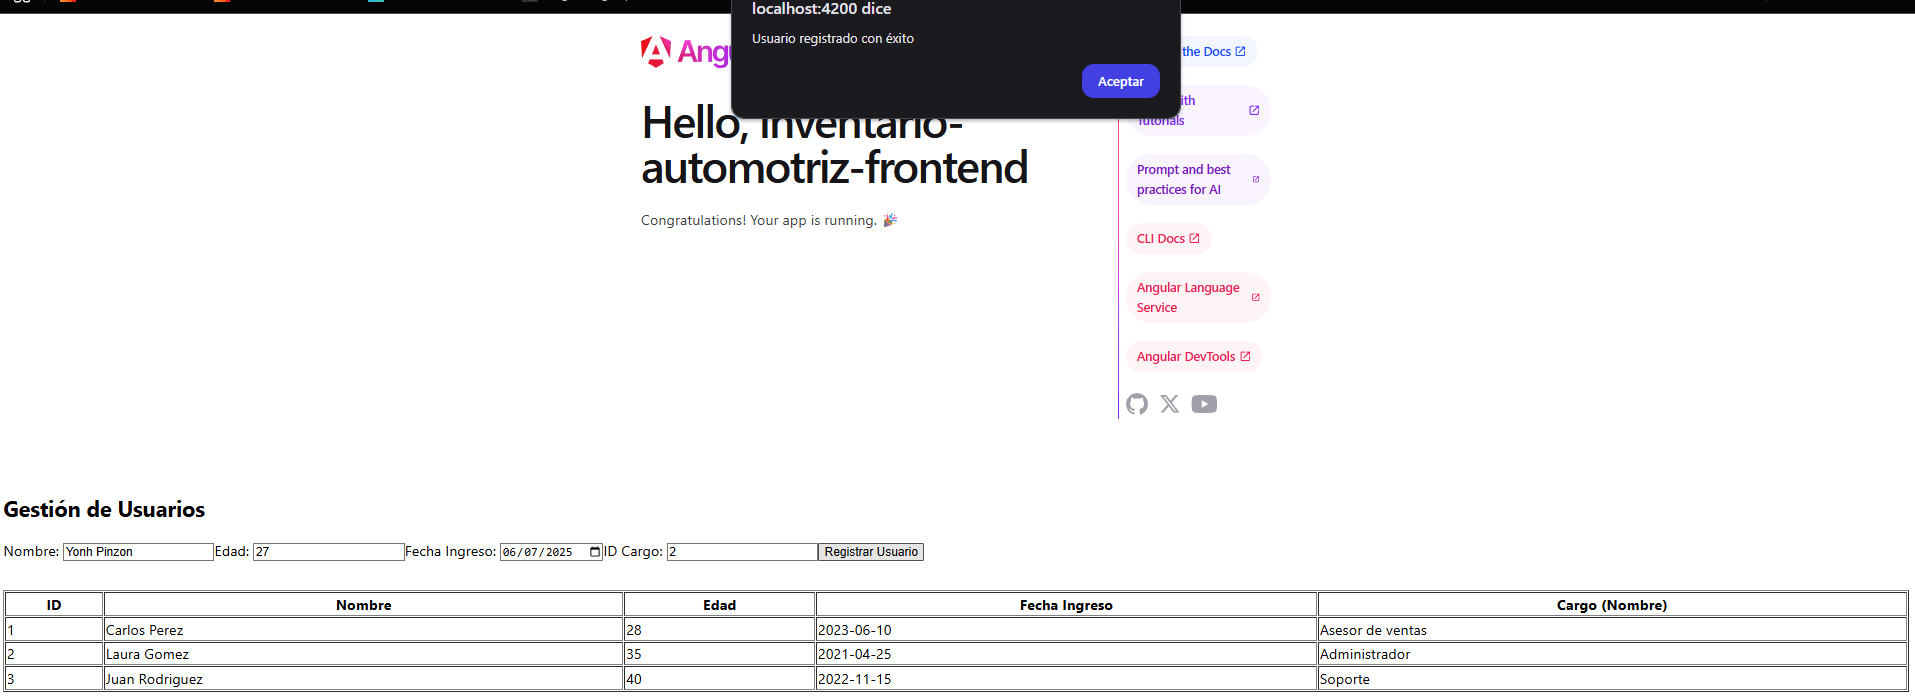 localhost:4200 dice
Usuario registrado con éxito
Aceptar
the Docs
Tutorials
Prompt and best
practices for AI
CLI Docs
Angular Language
Service
Angular DevTools
Hello, inventario-
automotriz-frontend
Congratulations! Your app is running. 🎉
Gestión de Usuarios
Nombre: Yonh Pinzon Edad: 27 Fecha Ingreso: 06/07/2025 ID Cargo: 2 Registrar Usuario
ID Nombre Edad Fecha Ingreso Cargo (Nombre)
1 Carlos Perez 28 2023-06-10 Asesor de ventas
2 Laura Gomez 35 2021-04-25 Administrador
3 Juan Rodriguez 40 2022-11-15 Soporte